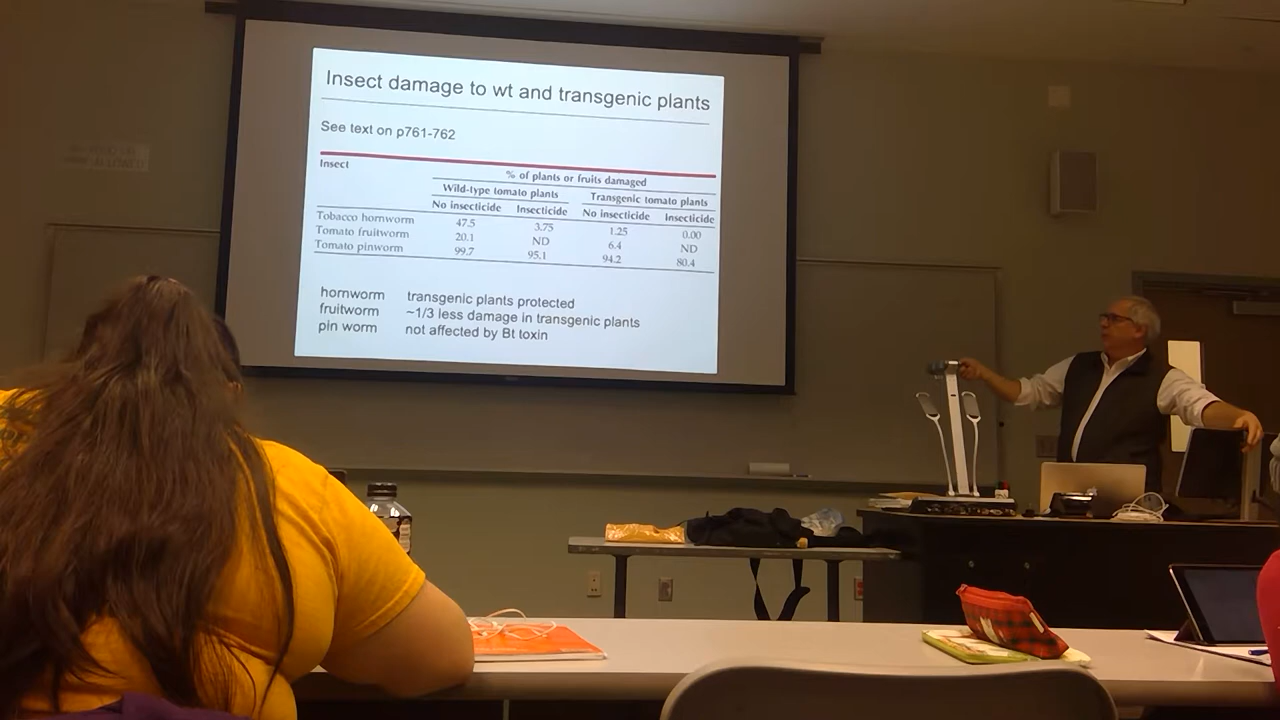 Insect damage to wt and transgenic plants
See text on p761-762
Insect
% of plants or fruits damaged
Wild-type tomato plants Transgenic tomato plants
No insecticide Insecticide No insecticide Insecticide
Tobacco hornworm 47.5 3.75 1.25 0.00
Tomato fruitworm 20.1 ND 6.4 ND
Tomato pinworm 99.7 95.1 94.2 80.4
hornworm transgenic plants protected
fruitworm ~1/3 less damage in transgenic plants
pin worm not affected by Bt toxin
ALLOWED